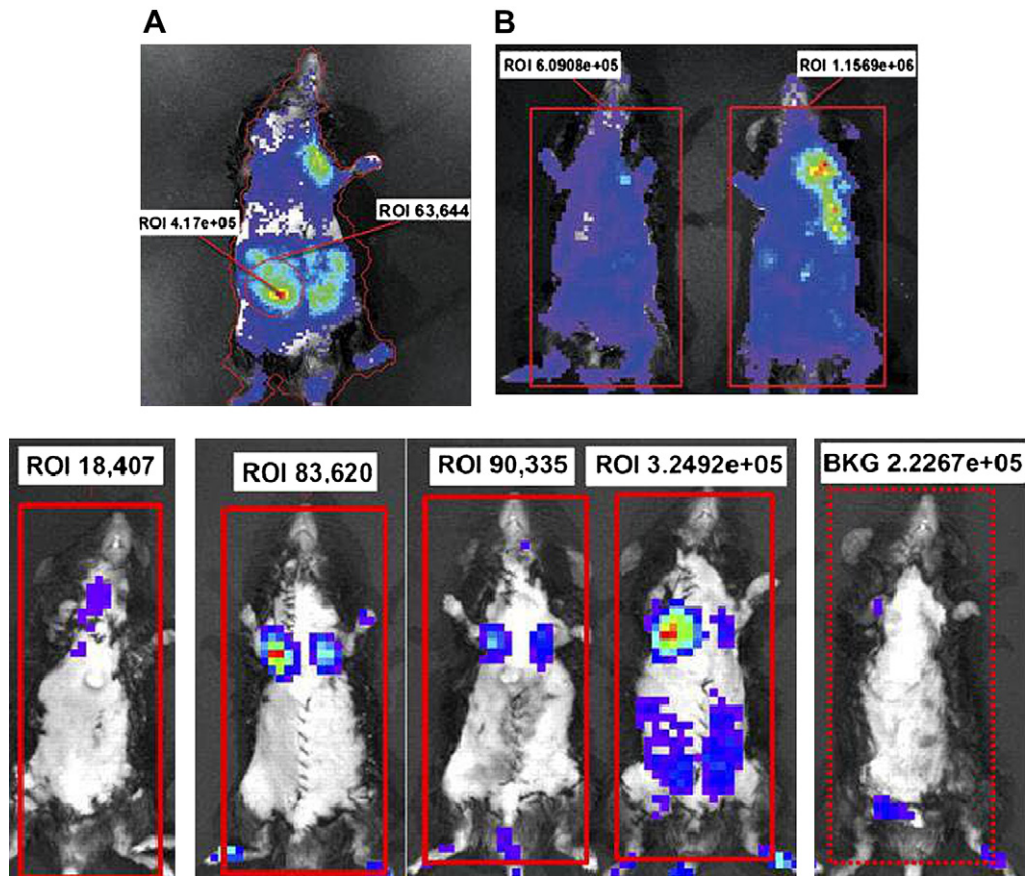 A
B
ROI 6.0908e+05
ROI 1.1569e+06
ROI 4.17e+05
ROI 63,644
ROI 18,407
ROI 83,620
ROI 90,335
ROI 3.2492e+05
BKG 2.2267e+05